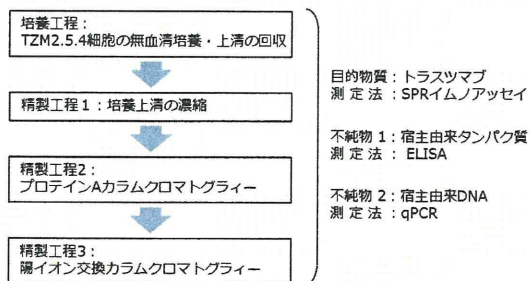 培養工程：
TZM2.5.4細胞の無血清培養・上清の回収
精製工程1：培養上清の濃縮
精製工程2：
プロテインAカラムクロマトグラフィー
精製工程3：
陽イオン交換カラムクロマトグラフィー
目的物質：トラスツマブ
測 定 法：SPRイムノアッセイ
不純物 1：宿主由来タンパク質
測 定 法： ELISA
不純物 2：宿主由来DNA
測 定 法：qPCR